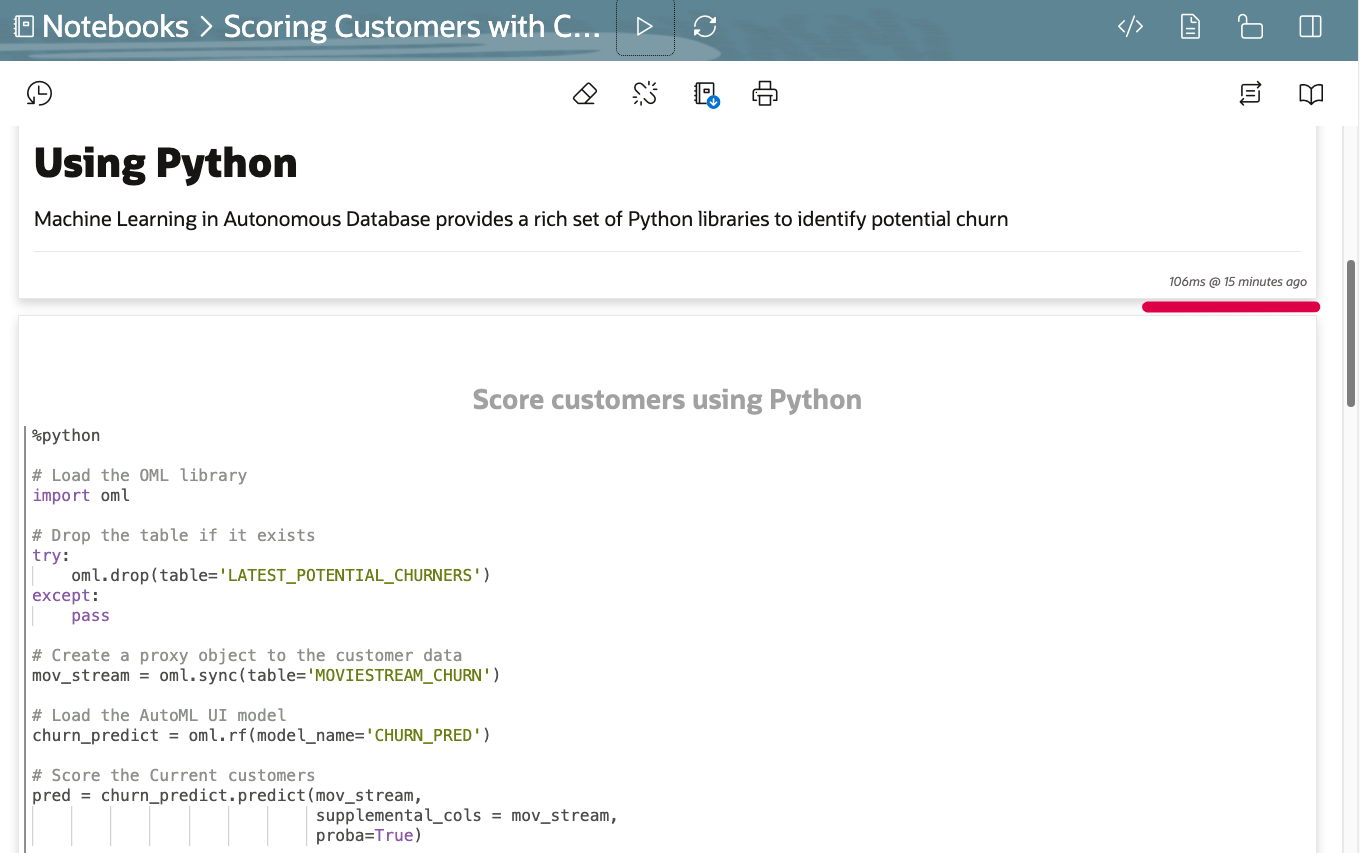 Notebooks > Scoring Customers with C...
Using Python
Machine Learning in Autonomous Database provides a rich set of Python libraries to identify potential churn
106ms @ 15 minutes ago
Score customers using Python
%python
# Load the OML library
import oml
# Drop the table if it exists
try:
    oml.drop(table='LATEST_POTENTIAL_CHURNERS')
except:
    pass
# Create a proxy object to the customer data
mov_stream = oml.sync(table='MOVIESTREAM_CHURN')
# Load the AutoML UI model
churn_predict = oml.rf(model_name='CHURN_PRED')
# Score the Current customers
pred = churn_predict.predict(mov_stream,
                             supplemental_cols = mov_stream,
                             proba=True)